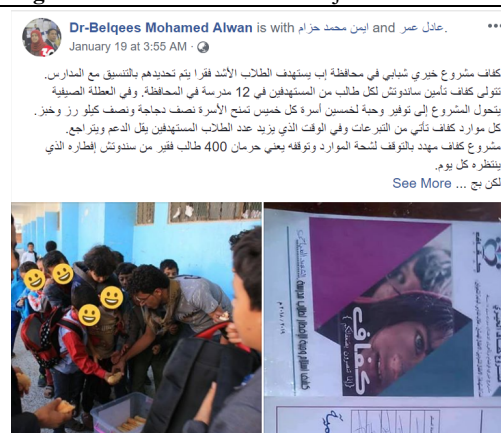 Dr-Belqees Mohamed Alwan is with ايمن محمد حزام and عادل عمر.
January 19 at 3:55 AM
كفاف مشروع خيري شبابي في محافظة إب يستهدف الطلاب الأشد فقرا يتم تحديدهم بالتنسيق مع المدارس.
تتولى كفاف تأمين ساندوتش لكل طالب من المستهدفين في 12 مدرسة في المحافظة. وفي العطلة الصيفية
يتحول المشروع إلى توفير وجبة لخمسين أسرة كل خميس تمنح الأسرة نصف دجاجة ونصف كيلو رز وخبز.
كل موارد كفاف تأتي من التبرعات وفي الوقت الذي يزيد عدد الطلاب المستهدفين يقل الدعم ويتراجع.
مشروع كفاف مهدد بالتوقف لشحة الموارد وتوقفه يعني حرمان 400 طالب فقير من سندوتش إفطاره الذي
ينتظره كل يوم.
لكن بج ... See More
كفاف